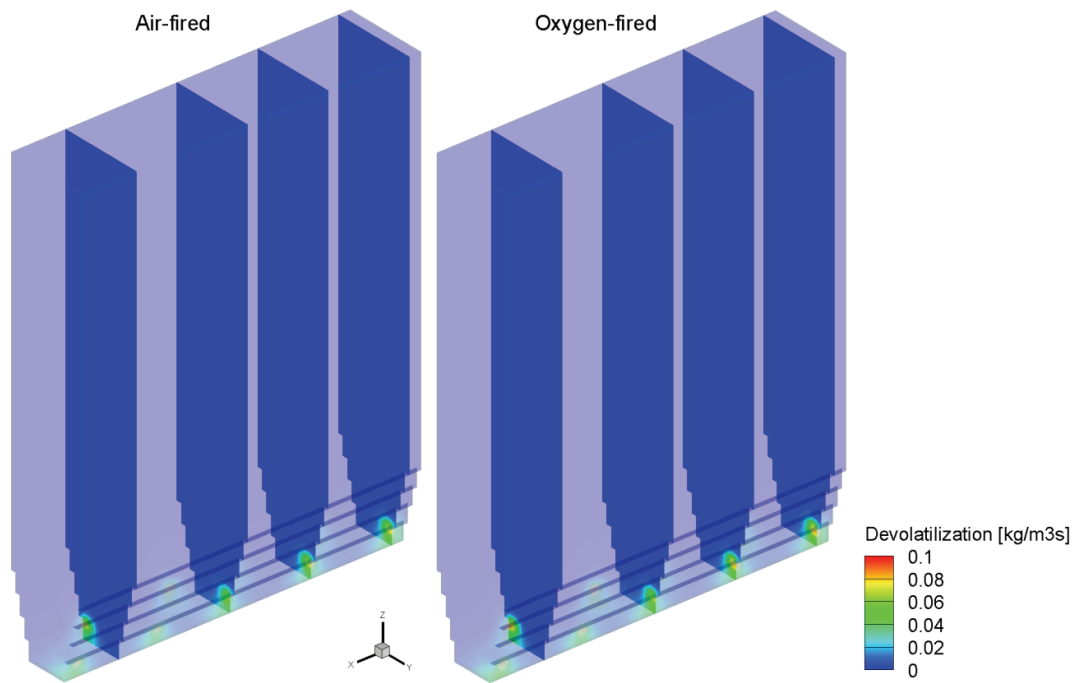 Air-fired
Oxygen-fired
Devolatilization [kg/m3s]
0.1
0.08
0.06
0.04
0.02
0
Z
X
Y